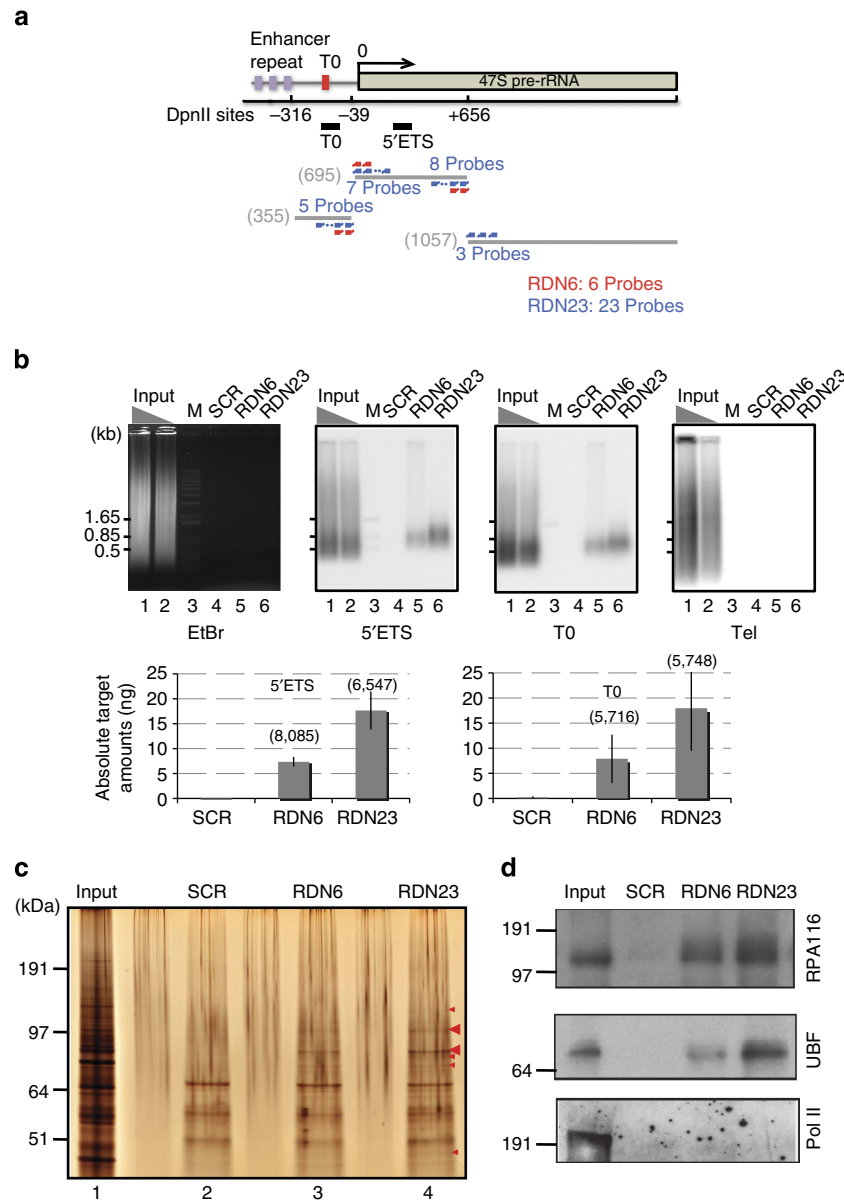 a
Enhancer
repeat T0 0
47S pre-rRNA
DpnII sites –316 –39 +656
T0 5′ETS
(695) 8 Probes
7 Probes
5 Probes
(355)
(1057)
3 Probes
RDN6: 6 Probes
RDN23: 23 Probes
b
Input M SCR RDN6 RDN23 Input M SCR RDN6 RDN23 Input M SCR RDN6 RDN23 Input M SCR RDN6 RDN23
(kb)
1.65
0.85
0.5
1 2 3 4 5 6 1 2 3 4 5 6 1 2 3 4 5 6 1 2 3 4 5 6
EtBr 5′ETS T0 Tel
Absolute target
amounts (ng)
25
20
15
10
5
0
5′ETS
(8,085)
(6,547)
SCR RDN6 RDN23
25
20
15
10
5
0
T0
(5,716)
(5,748)
SCR RDN6 RDN23
c
Input SCR RDN6 RDN23
(kDa)
191
97
64
51
1 2 3 4
d
Input SCR RDN6 RDN23
191
97
RPA116
64
UBF
191
Pol II